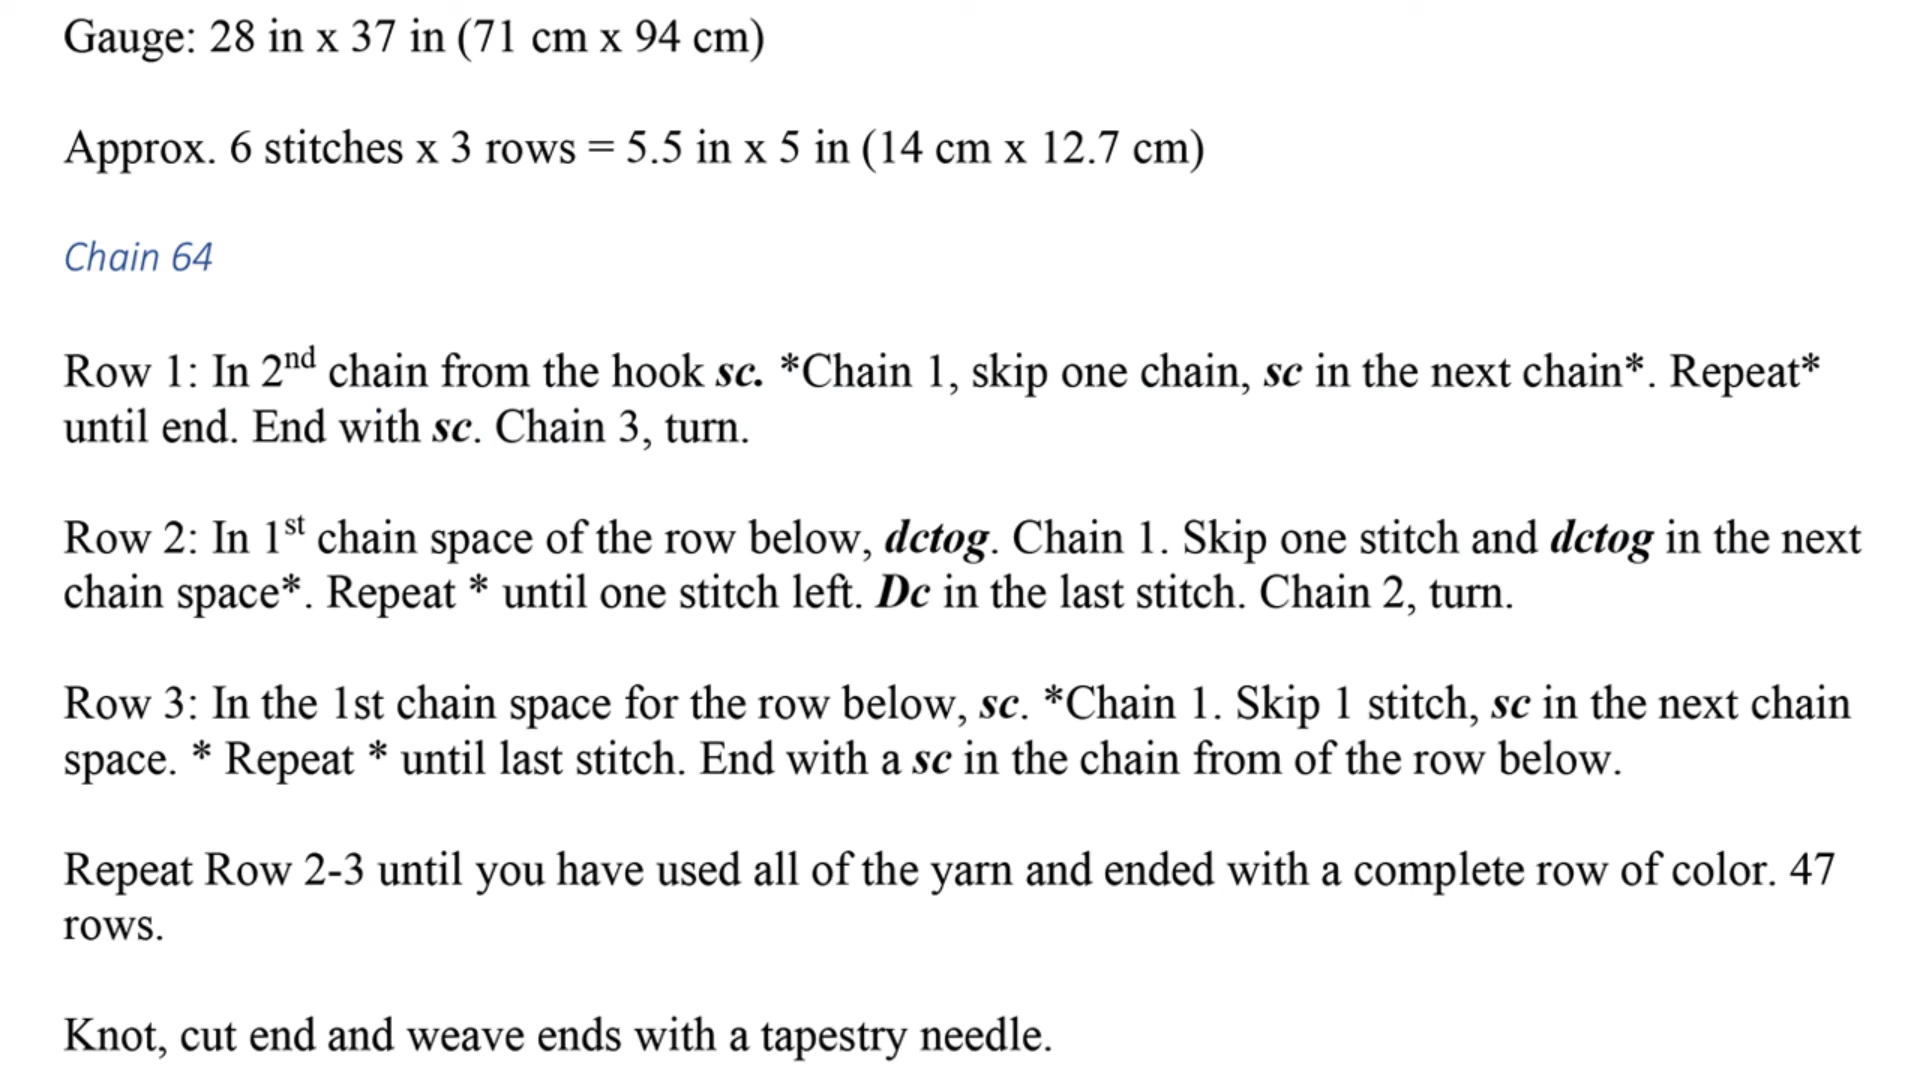 Gauge: 28 in x 37 in (71 cm x 94 cm)
Approx. 6 stitches x 3 rows = 5.5 in x 5 in (14 cm x 12.7 cm)
Chain 64
Row 1: In 2nd chain from the hook sc. *Chain 1, skip one chain, sc in the next chain*. Repeat*
until end. End with sc. Chain 3, turn.
Row 2: In 1st chain space of the row below, dctog. Chain 1. Skip one stitch and dctog in the next
chain space*. Repeat * until one stitch left. Dc in the last stitch. Chain 2, turn.
Row 3: In the 1st chain space for the row below, sc. *Chain 1. Skip 1 stitch, sc in the next chain
space. * Repeat * until last stitch. End with a sc in the chain from of the row below.
Repeat Row 2-3 until you have used all of the yarn and ended with a complete row of color. 47
rows.
Knot, cut end and weave ends with a tapestry needle.